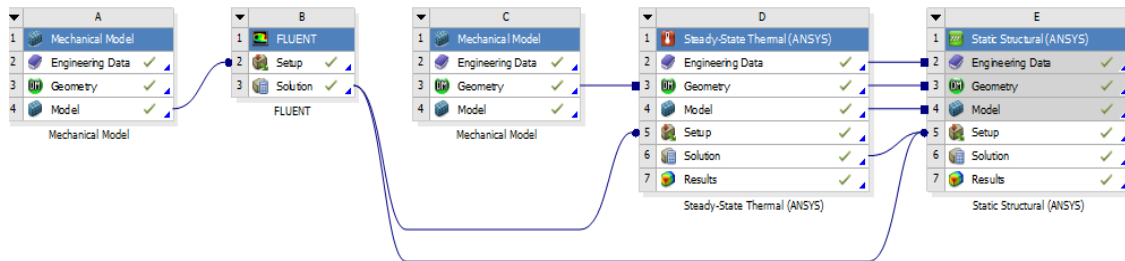 A
1 Mechanical Model
2 Engineering Data
3 Geometry
4 Model
Mechanical Model
B
1 FLUENT
2 Setup
3 Solution
FLUENT
C
1 Mechanical Model
2 Engineering Data
3 Geometry
4 Model
Mechanical Model
D
1 Steady-State Thermal (ANSYS)
2 Engineering Data
3 Geometry
4 Model
5 Setup
6 Solution
7 Results
Steady-State Thermal (ANSYS)
E
1 Static Structural (ANSYS)
2 Engineering Data
3 Geometry
4 Model
5 Setup
6 Solution
7 Results
Static Structural (ANSYS)